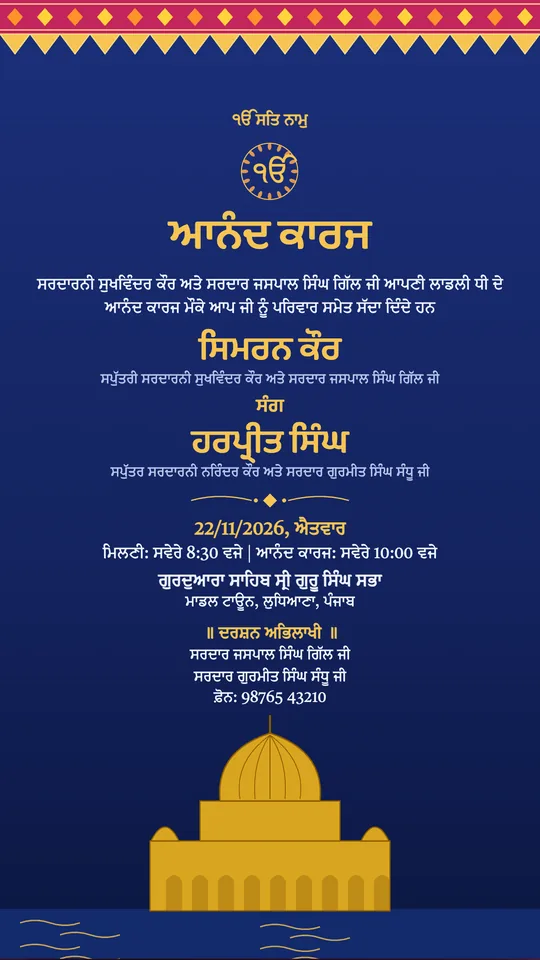 ੴ ਸਤਿ ਨਾਮੁ
ੴ
ਆਨੰਦ ਕਾਰਜ
ਸਰਦਾਰਨੀ ਸੁਖਵਿੰਦਰ ਕੌਰ ਅਤੇ ਸਰਦਾਰ ਜਸਪਾਲ ਸਿੰਘ ਗਿੱਲ ਜੀ ਆਪਣੀ ਲਾਡਲੀ ਧੀ ਦੇ
ਆਨੰਦ ਕਾਰਜ ਮੌਕੇ ਆਪ ਜੀ ਨੂੰ ਪਰਿਵਾਰ ਸਮੇਤ ਸੱਦਾ ਦਿੰਦੇ ਹਨ
ਸਿਮਰਨ ਕੌਰ
ਸਪੁੱਤਰੀ ਸਰਦਾਰਨੀ ਸੁਖਵਿੰਦਰ ਕੌਰ ਅਤੇ ਸਰਦਾਰ ਜਸਪਾਲ ਸਿੰਘ ਗਿੱਲ ਜੀ
ਸੰਗ
ਹਰਪ੍ਰੀਤ ਸਿੰਘ
ਸਪੁੱਤਰ ਸਰਦਾਰਨੀ ਨਰਿੰਦਰ ਕੌਰ ਅਤੇ ਸਰਦਾਰ ਗੁਰਮੀਤ ਸਿੰਘ ਸੰਧੂ ਜੀ
22/11/2026, ਐਤਵਾਰ
ਮਿਲਣੀ: ਸਵੇਰੇ 8:30 ਵਜੇ | ਆਨੰਦ ਕਾਰਜ: ਸਵੇਰੇ 10:00 ਵਜੇ
ਗੁਰਦੁਆਰਾ ਸਾਹਿਬ ਸ੍ਰੀ ਗੁਰੂ ਸਿੰਘ ਸਭਾ
ਮਾਡਲ ਟਾਊਨ, ਲੁਧਿਆਣਾ, ਪੰਜਾਬ
॥ ਦਰਸ਼ਨ ਅਭਿਲਾਖੀ ॥
ਸਰਦਾਰ ਜਸਪਾਲ ਸਿੰਘ ਗਿੱਲ ਜੀ
ਸਰਦਾਰ ਗੁਰਮੀਤ ਸਿੰਘ ਸੰਧੂ ਜੀ
ਫ਼ੋਨ: 98765 43210